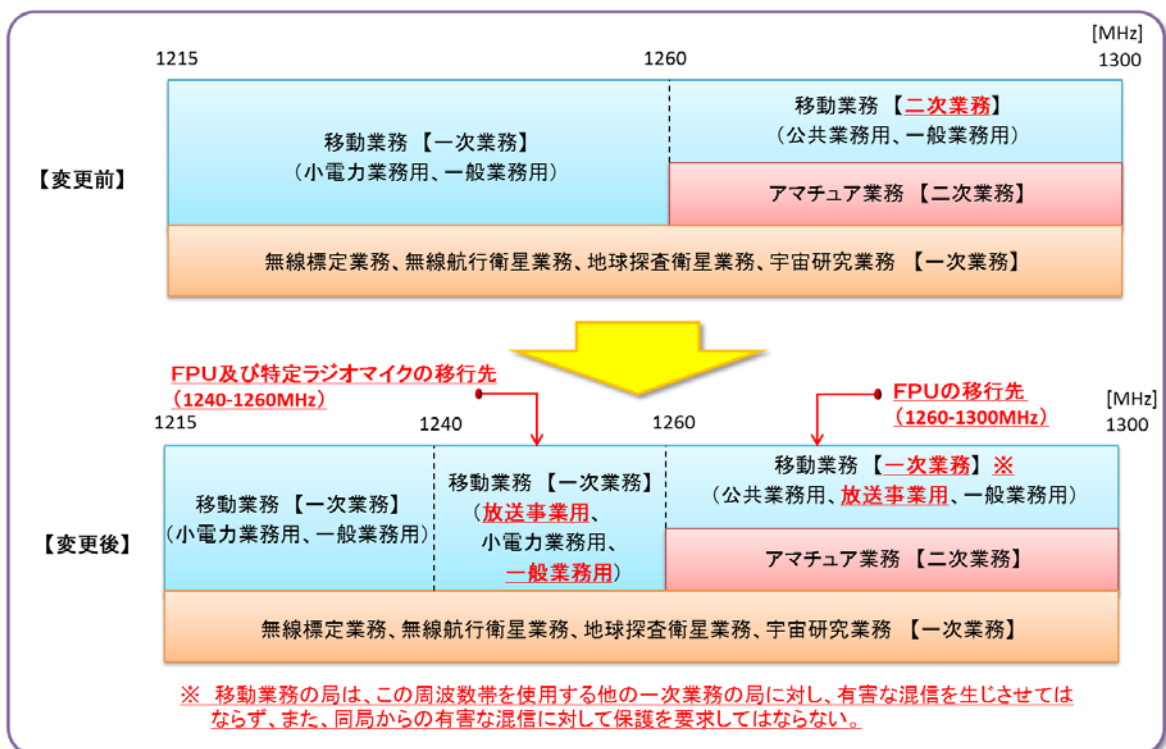 [MHz]
1215 1260 1300
移動業務 【二次業務】
（公共業務用、一般業務用）
移動業務 【一次業務】
（小電力業務用、一般業務用）
【変更前】
アマチュア業務 【二次業務】
無線標定業務、無線航行衛星業務、地球探査衛星業務、宇宙研究業務 【一次業務】
FPU及び特定ラジオマイクの移行先
（1240-1260MHz）
FPUの移行先
（1260-1300MHz）
[MHz]
1215 1240 1260 1300
移動業務 【一次業務】
（小電力業務用、一般業務用）
移動業務 【一次業務】
（放送事業用、
小電力業務用、
一般業務用）
移動業務 【一次業務】 ※
（公共業務用、放送事業用、一般業務用）
【変更後】
アマチュア業務 【二次業務】
無線標定業務、無線航行衛星業務、地球探査衛星業務、宇宙研究業務 【一次業務】
※ 移動業務の局は、この周波数帯を使用する他の一次業務の局に対し、有害な混信を生じさせては
ならず、また、同局からの有害な混信に対して保護を要求してはならない。